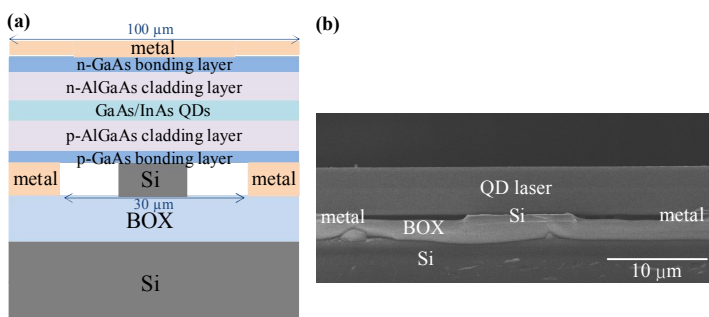 (a)
100 µm
metal
n-GaAs bonding layer
n-AlGaAs cladding layer
GaAs/InAs QDs
p-AlGaAs cladding layer
p-GaAs bonding layer
metal Si metal
30 µm
BOX
Si
(b)
QD laser
metal Si metal
BOX
Si
10 µm